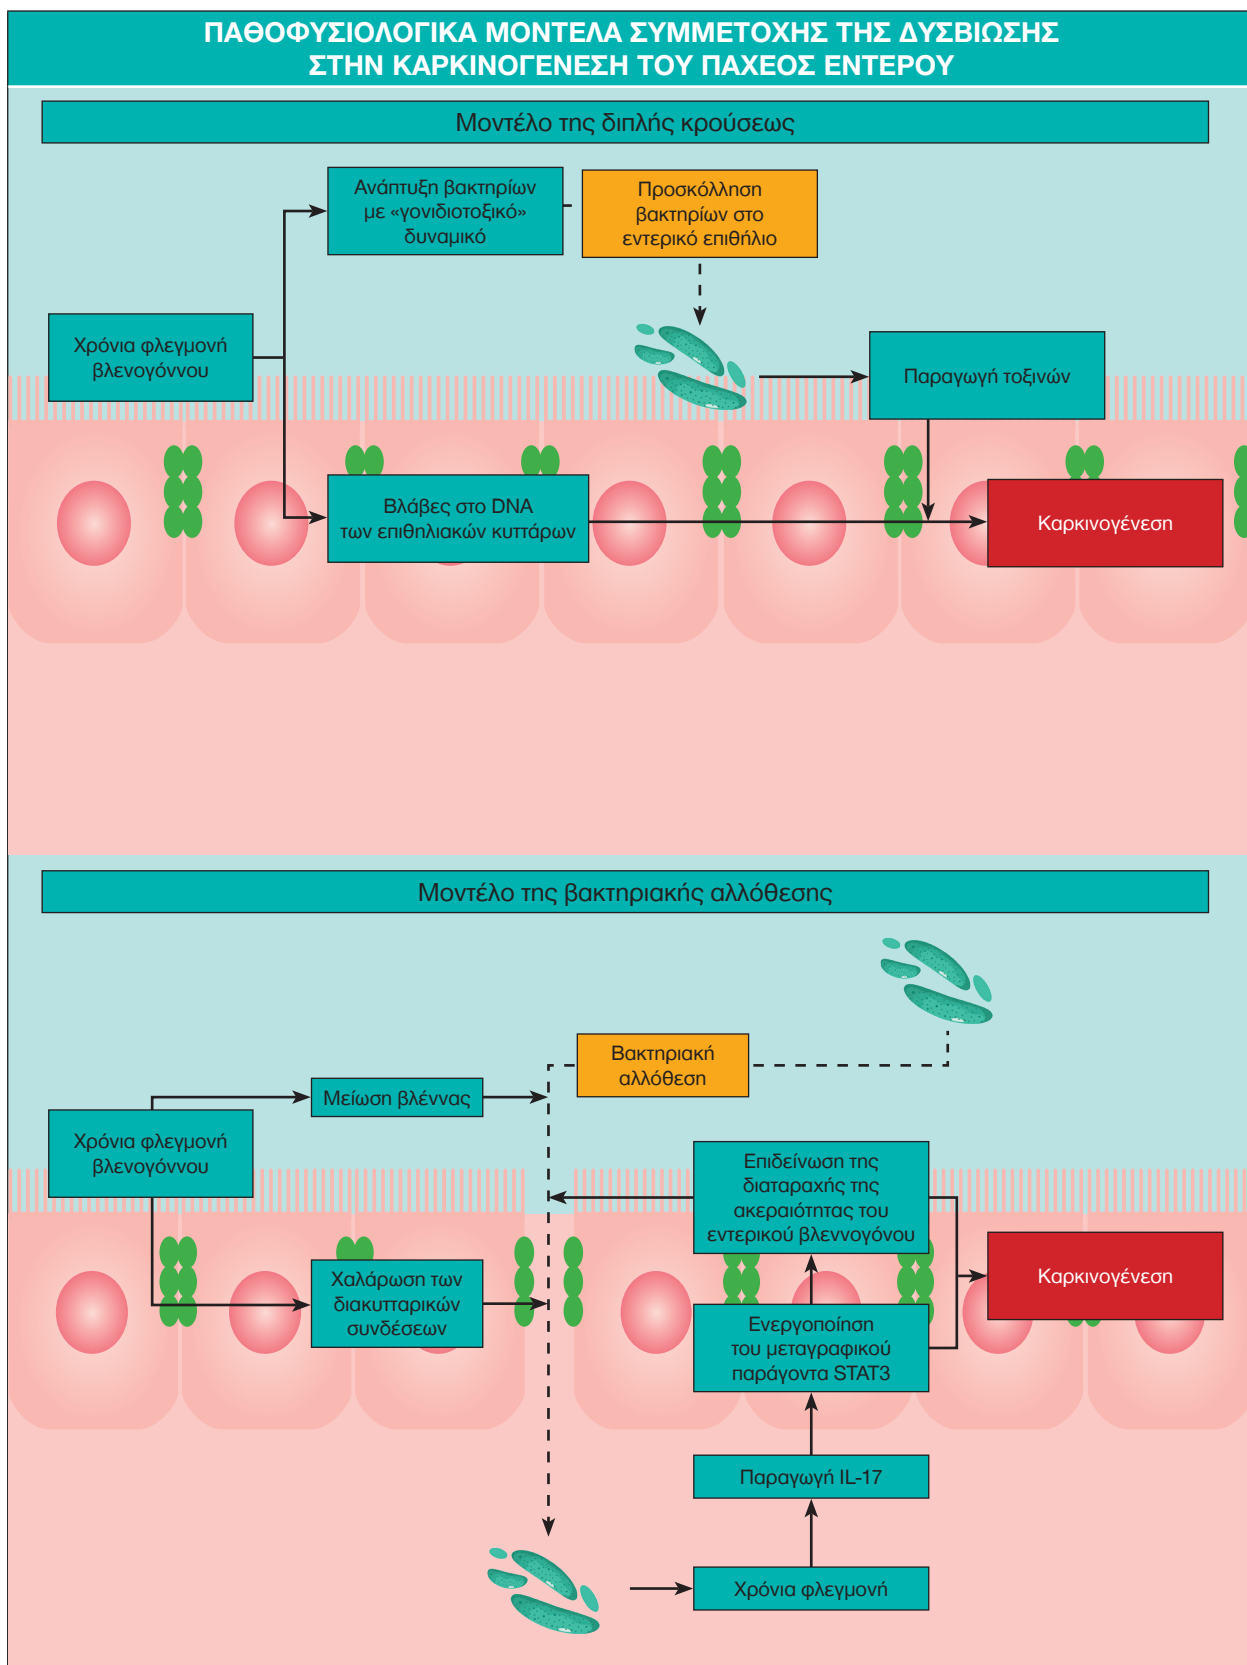 ΠΑΘΟΦΥΣΙΟΛΟΓΙΚΑ ΜΟΝΤΕΛΑ ΣΥΜΜΕΤΟΧΗΣ ΤΗΣ ΔΥΣΒΙΩΣΗΣ
ΣΤΗΝ ΚΑΡΚΙΝΟΓΕΝΕΣΗ ΤΟΥ ΠΑΧΕΟΣ ΕΝΤΕΡΟΥ
Μοντέλο της διπλής κρούσεως
Ανάπτυξη βακτηρίων
με «γονιδιοτοξικό»
δυναμικό
Προσκόλληση
βακτηρίων στο
εντερικό επιθήλιο
Χρόνια φλεγμονή
βλενογόννου
Παραγωγή τοξινών
Βλάβες στο DNA
των επιθηλιακών κυττάρων
Καρκινογένεση
Μοντέλο της βακτηριακής αλλόθεσης
Βακτηριακή
αλλόθεση
Μείωση βλέννας
Χρόνια φλεγμονή
βλενογόννου
Επιδείνωση της
διαταραχής της
ακεραιότητας του
εντερικού βλεννογόνου
Χαλάρωση των
διακυτταρικών
συνδέσεων
Καρκινογένεση
Ενεργοποίηση
του μεταγραφικού
παράγοντα STAT3
Παραγωγή IL-17
Χρόνια φλεγμονή